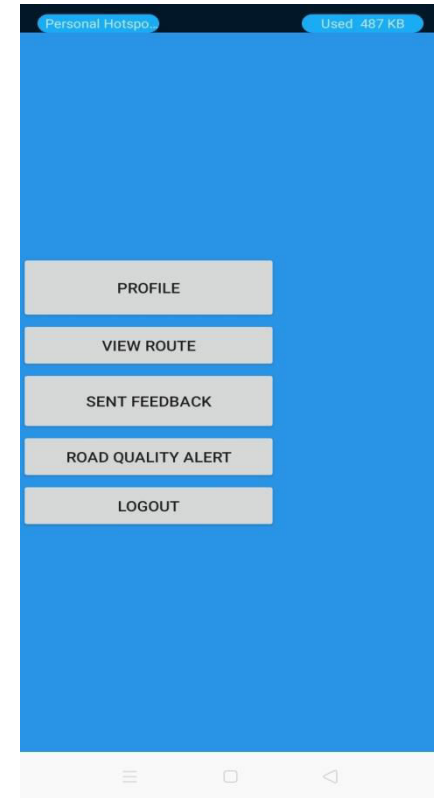 Personal Hotspo...
Used 487 KB
PROFILE
VIEW ROUTE
SENT FEEDBACK
ROAD QUALITY ALERT
LOGOUT